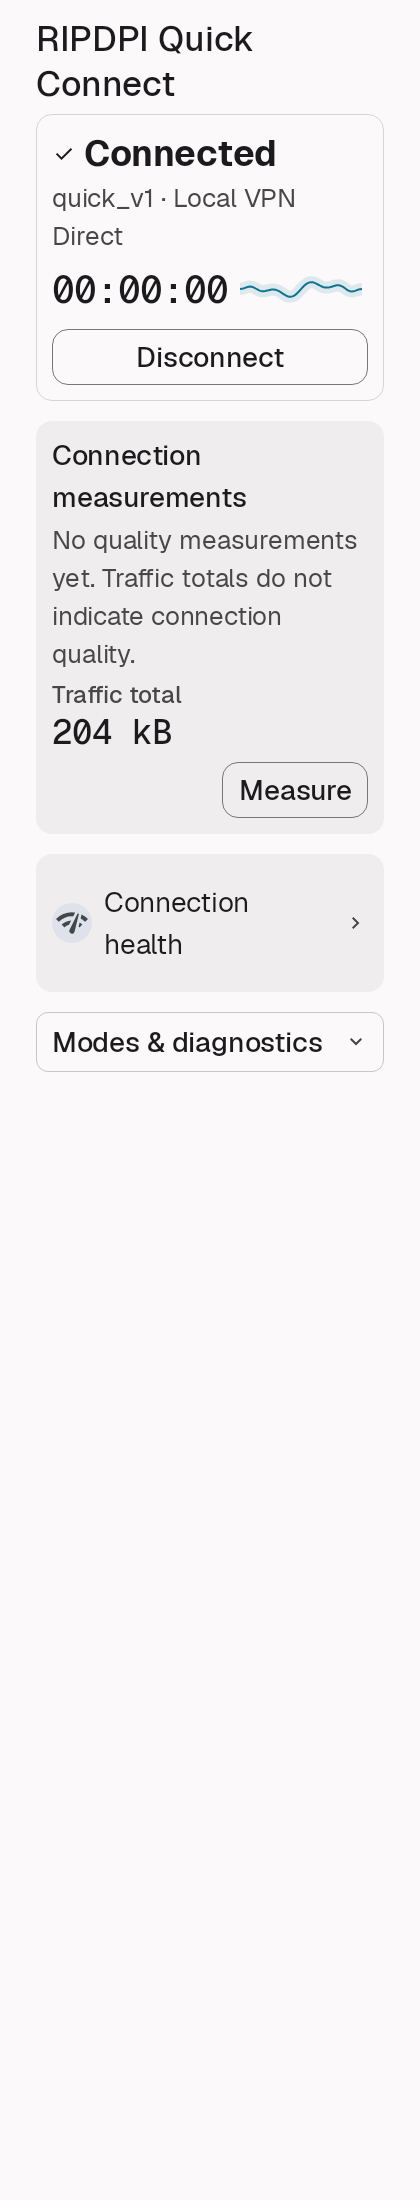 RIPDPI Quick
Connect
Connected
quick_v1 · Local VPN
Direct
00:00:00
Disconnect
Connection
measurements
No quality measurements
yet. Traffic totals do not
indicate connection
quality.
Traffic total
204 kB
Measure
Connection
health
Modes & diagnostics